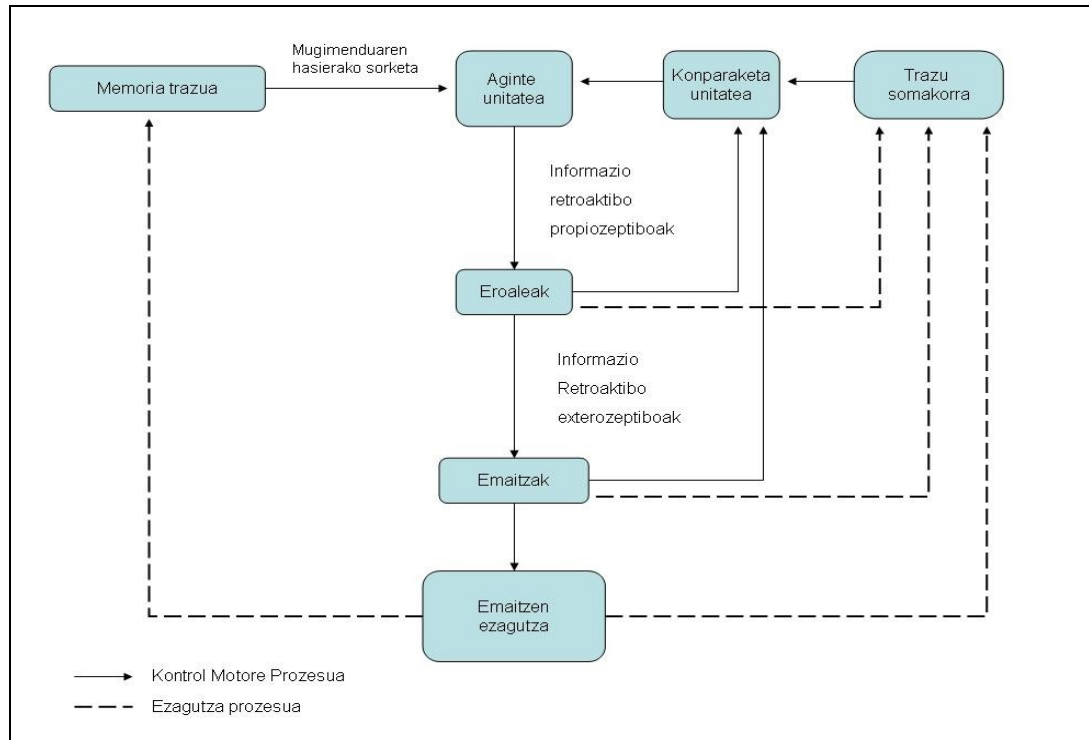 Mugimenduaren
hasierako sorketa
Memoria trazua
Aginte
unitatea
Konparaketa
unitatea
Trazu
somakorra
Informazio
retroaktibo
propiozeptiboak
Eroaleak
Informazio
Retroaktibo
exterozeptiboak
Emaitzak
Emaitzen
ezagutza
Kontrol Motore Prozesua
Ezagutza prozesua